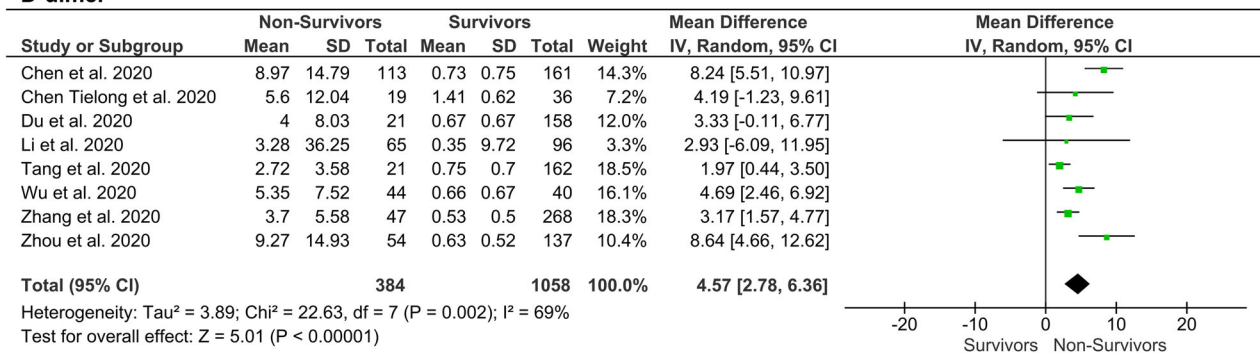 D-dimer
Non-Survivors Survivors Mean Difference Mean Difference
Study or Subgroup Mean SD Total Mean SD Total Weight IV, Random, 95% CI IV, Random, 95% CI
Chen et al. 2020 8.97 14.79 113 0.73 0.75 161 14.3% 8.24 [5.51, 10.97]
Chen Tielong et al. 2020 5.6 12.04 19 1.41 0.62 36 7.2% 4.19 [-1.23, 9.61]
Du et al. 2020 4 8.03 21 0.67 0.67 158 12.0% 3.33 [-0.11, 6.77]
Li et al. 2020 3.28 36.25 65 0.35 9.72 96 3.3% 2.93 [-6.09, 11.95]
Tang et al. 2020 2.72 3.58 21 0.75 0.7 162 18.5% 1.97 [0.44, 3.50]
Wu et al. 2020 5.35 7.52 44 0.66 0.67 40 16.1% 4.69 [2.46, 6.92]
Zhang et al. 2020 3.7 5.58 47 0.53 0.5 268 18.3% 3.17 [1.57, 4.77]
Zhou et al. 2020 9.27 14.93 54 0.63 0.52 137 10.4% 8.64 [4.66, 12.62]
Total (95% CI) 384 1058 100.0% 4.57 [2.78, 6.36]
Heterogeneity: Tau² = 3.89; Chi² = 22.63, df = 7 (P = 0.002); I² = 69%
Test for overall effect: Z = 5.01 (P < 0.00001)
-20 -10 0 10 20
Survivors Non-Survivors